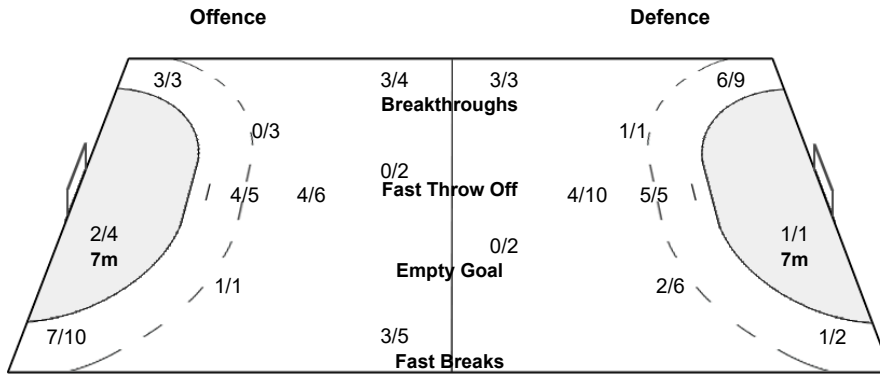 Offence Defence
3/3 3/4 3/3 6/9
Breakthroughs
0/3 1/1
0/2
4/5 4/6 Fast Throw Off 4/10 5/5
2/4 0/2 1/1
7m Empty Goal 7m
1/1 2/6
7/10 3/5 1/2
Fast Breaks